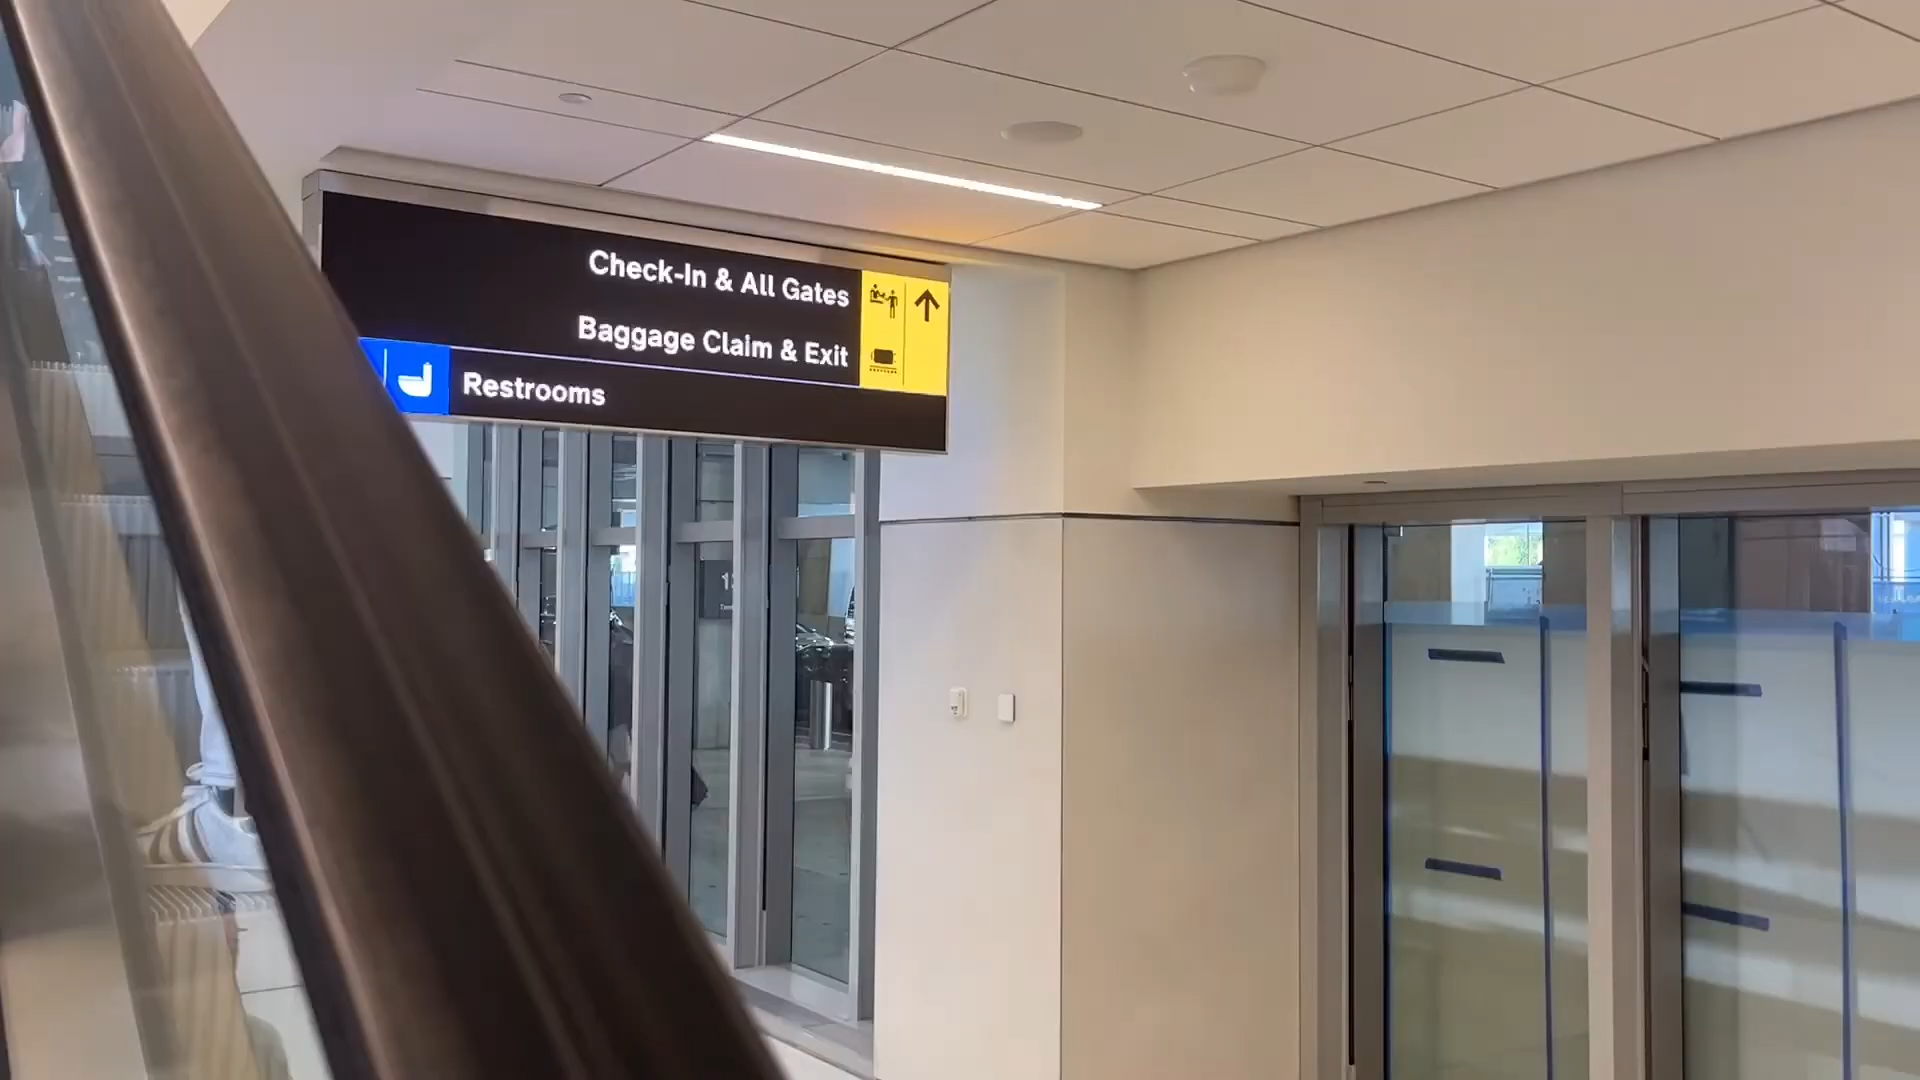 Check-In & All Gates
Baggage Claim & Exit
Restrooms